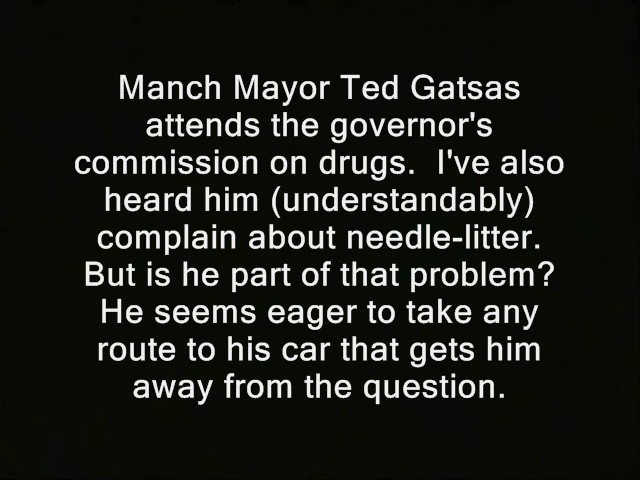 Manch Mayor Ted Gatsas
attends the governor's
commission on drugs.  I've also
heard him (understandably)
complain about needle-litter.
But is he part of that problem?
He seems eager to take any
route to his car that gets him
away from the question.